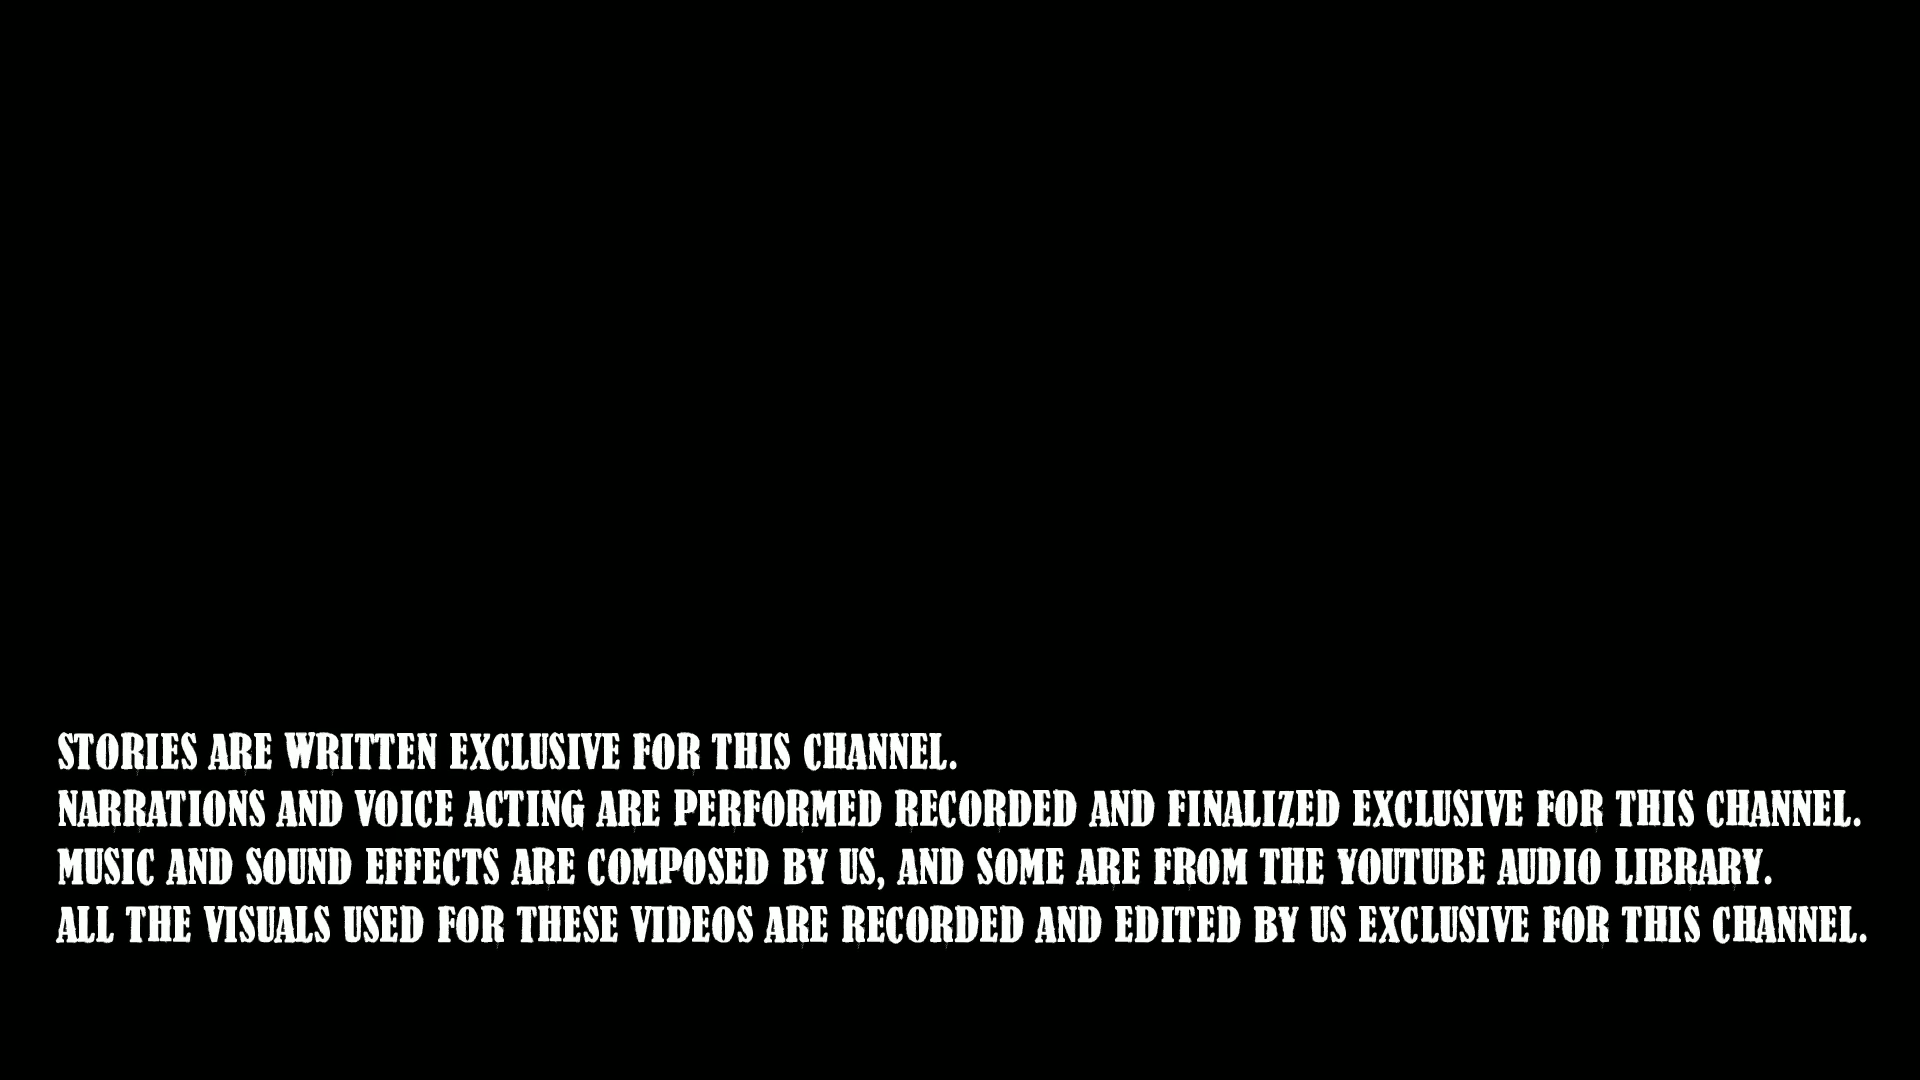 STORIES ARE WRITTEN EXCLUSIVE FOR THIS CHANNEL.
NARRATIONS AND VOICE ACTING ARE PERFORMED RECORDED AND FINALIZED EXCLUSIVE FOR THIS CHANNEL.
MUSIC AND SOUND EFFECTS ARE COMPOSED BY US, AND SOME ARE FROM THE YOUTUBE AUDIO LIBRARY.
ALL THE VISUALS USED FOR THESE VIDEOS ARE RECORDED AND EDITED BY US EXCLUSIVE FOR THIS CHANNEL.